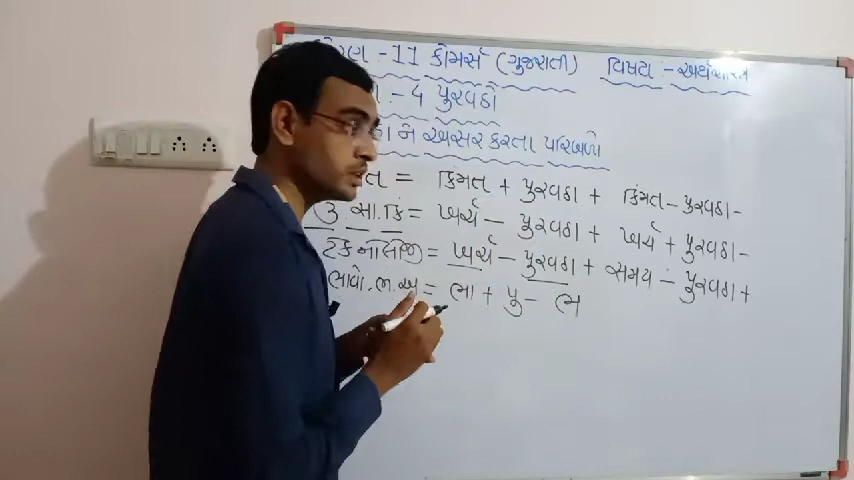 ધોરણ - 11 કોમર્સ (ગુજરાતી) વિષય :- અર્થશાસ્ત્ર
- 4 પુરવઠો
ને અસર કરતા પરિબળો
ત = કિંમત + પુરવઠા + કિંમત - પુરવઠા -
ઉ. સા. કિં = ખર્ચ - પુરવઠા + ખર્ચ + પુરવઠા -
ટેકનોલોજી = ખર્ચ - પુરવઠા + સમય - પુરવઠા +
ભાવો. ભ. અ = ભા + પુ - ભ